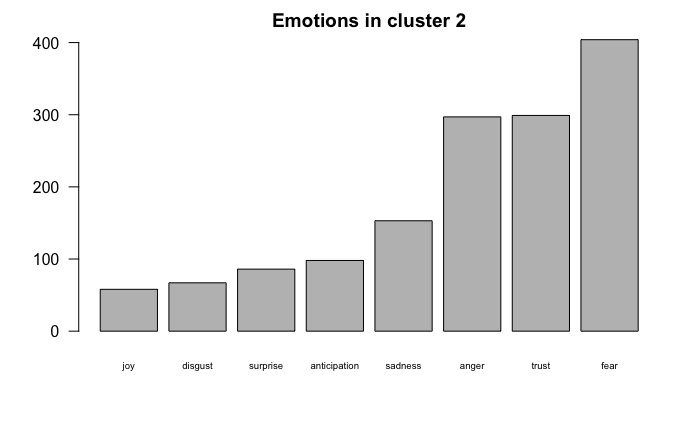 Emotions in cluster 2
400
300
200
100
0
joy disgust surprise anticipation sadness anger trust fear